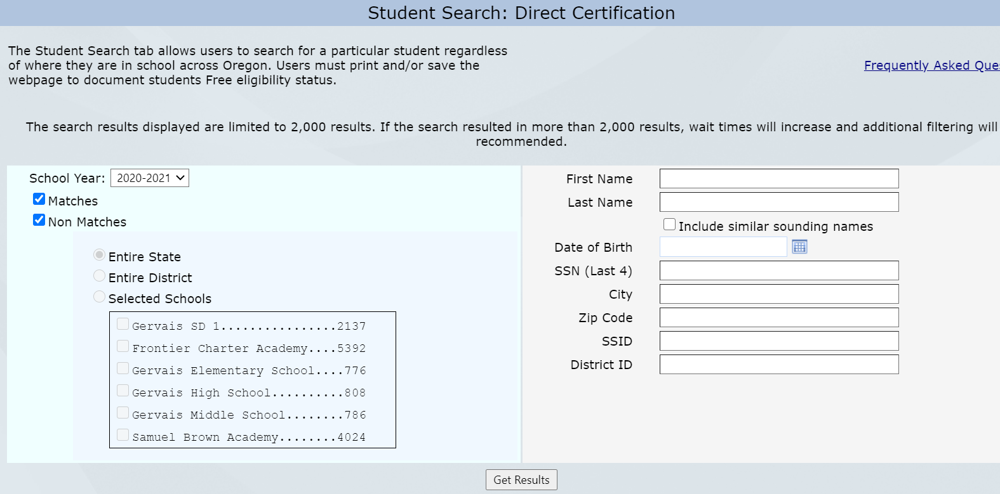 Student Search: Direct Certification
The Student Search tab allows users to search for a particular student regardless
of where they are in school across Oregon. Users must print and/or save the
webpage to document students Free eligibility status.
Frequently Asked
The search results displayed are limited to 2,000 results. If the search resulted in more than 2,000 results, wait times will increase and additional filtering will
recommended.
School Year: 2020-2021
Matches
Non Matches
Entire State
Entire District
Selected Schools
Gervais SD 1................2137
Frontier Charter Academy....5392
Gervais Elementary School....776
Gervais High School..........808
Gervais Middle School........786
Samuel Brown Academy........4024
First Name
Last Name
Include similar sounding names
Date of Birth
SSN (Last 4)
City
Zip Code
SSID
District ID
Get Results